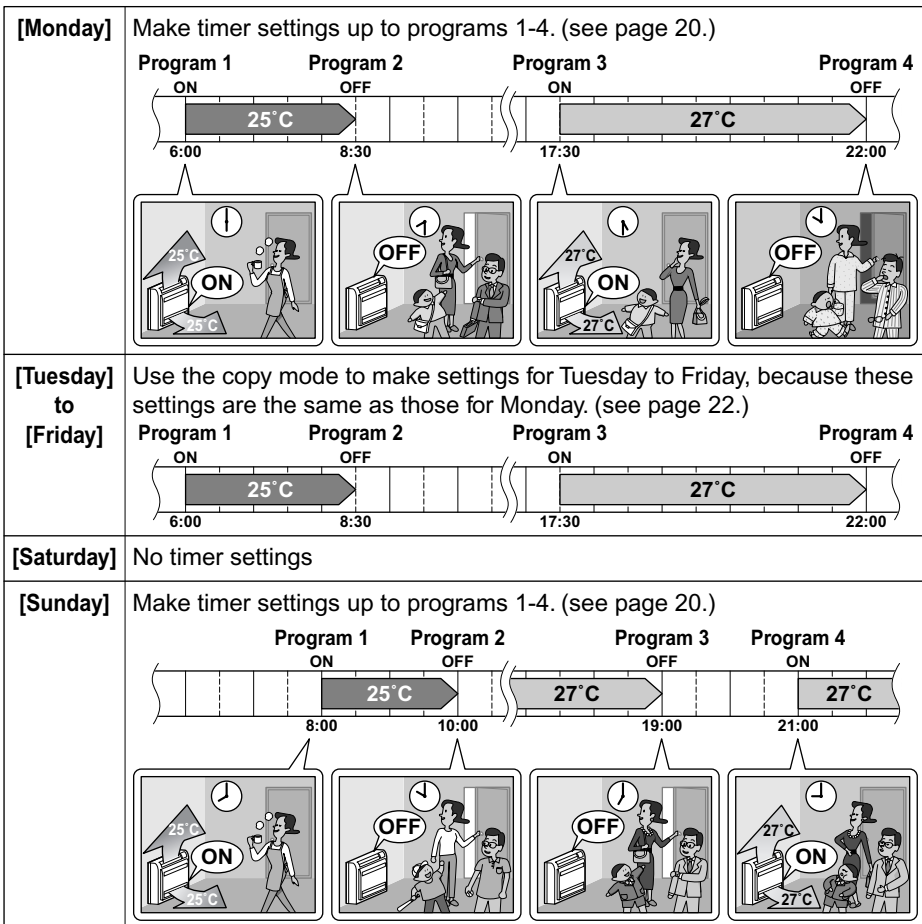 [Monday]
Make timer settings up to programs 1-4. (see page 20.)
Program 1 Program 2 Program 3 Program 4
ON OFF ON OFF
25˚C 27˚C
6:00 8:30 17:30 22:00
25˚C ON 25˚C
OFF
27˚C ON 27˚C
OFF
[Tuesday]
to
[Friday]
Use the copy mode to make settings for Tuesday to Friday, because these
settings are the same as those for Monday. (see page 22.)
Program 1 Program 2 Program 3 Program 4
ON OFF ON OFF
25˚C 27˚C
6:00 8:30 17:30 22:00
[Saturday]
No timer settings
[Sunday]
Make timer settings up to programs 1-4. (see page 20.)
Program 1 Program 2 Program 3 Program 4
ON OFF OFF ON
25˚C 27˚C 27˚C
8:00 10:00 19:00 21:00
25˚C ON 25˚C
OFF
OFF
27˚C ON 27˚C